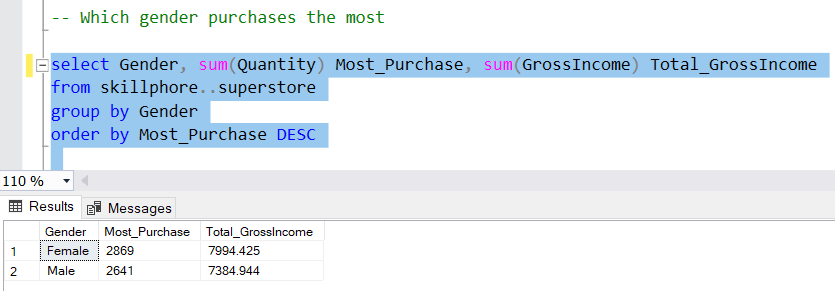 -- Which gender purchases the most
select Gender, sum(Quantity) Most_Purchase, sum(GrossIncome) Total_GrossIncome
from skillphore..superstore
group by Gender
order by Most_Purchase DESC
110 %
Results Messages
Gender Most_Purchase Total_GrossIncome
1 Female 2869 7994.425
2 Male 2641 7384.944